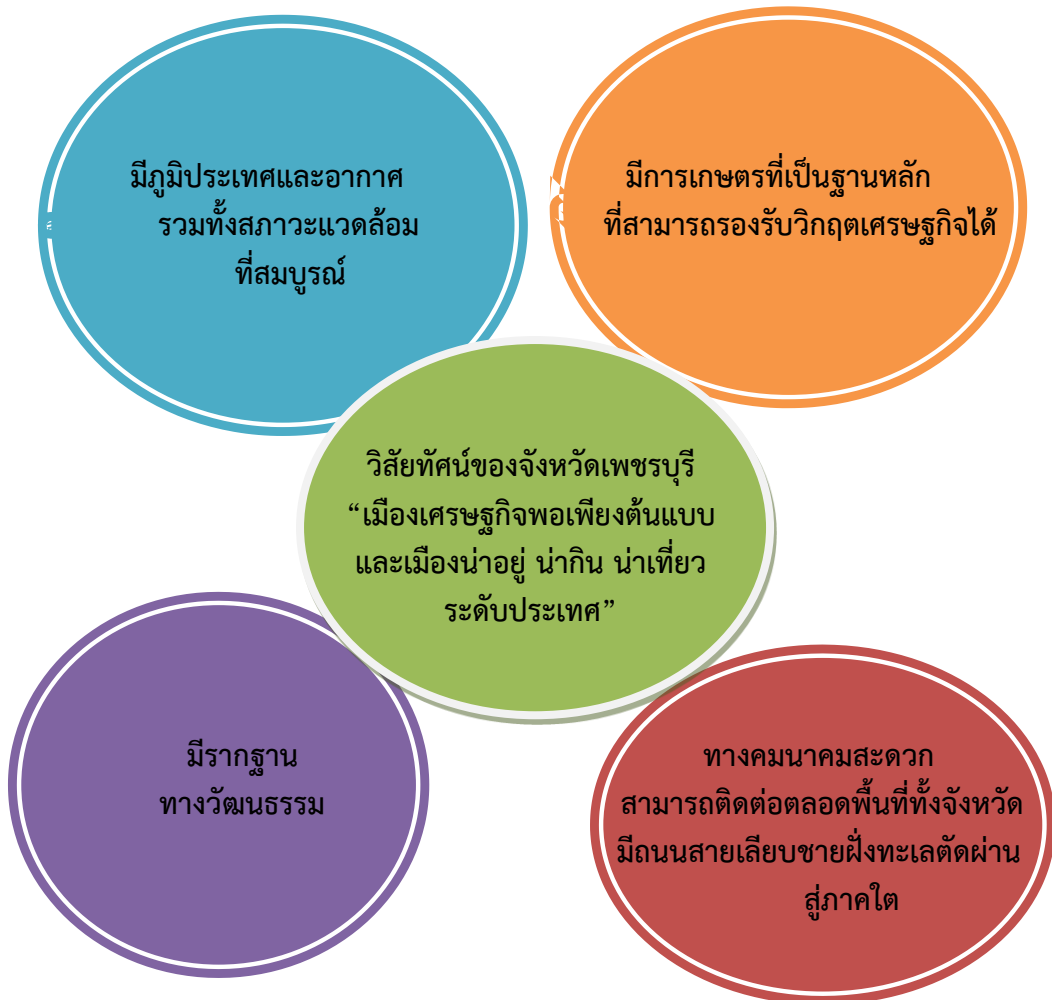 มีภูมิประเทศและอากาศ
รวมทั้งสภาวะแวดล้อม
ที่สมบูรณ์
มีการเกษตรที่เป็นฐานหลัก
ที่สามารถรองรับวิกฤตเศรษฐกิจได้
วิสัยทัศน์ของจังหวัดเพชรบุรี
“เมืองเศรษฐกิจพอเพียงต้นแบบ
และเมืองน่าอยู่ น่ากิน น่าเที่ยว
ระดับประเทศ”
มีรากฐาน
ทางวัฒนธรรม
ทางคมนาคมสะดวก
สามารถติดต่อตลอดพื้นที่ทั้งจังหวัด
มีถนนสายเลียบชายฝั่งทะเลตัดผ่าน
สู่ภาคใต